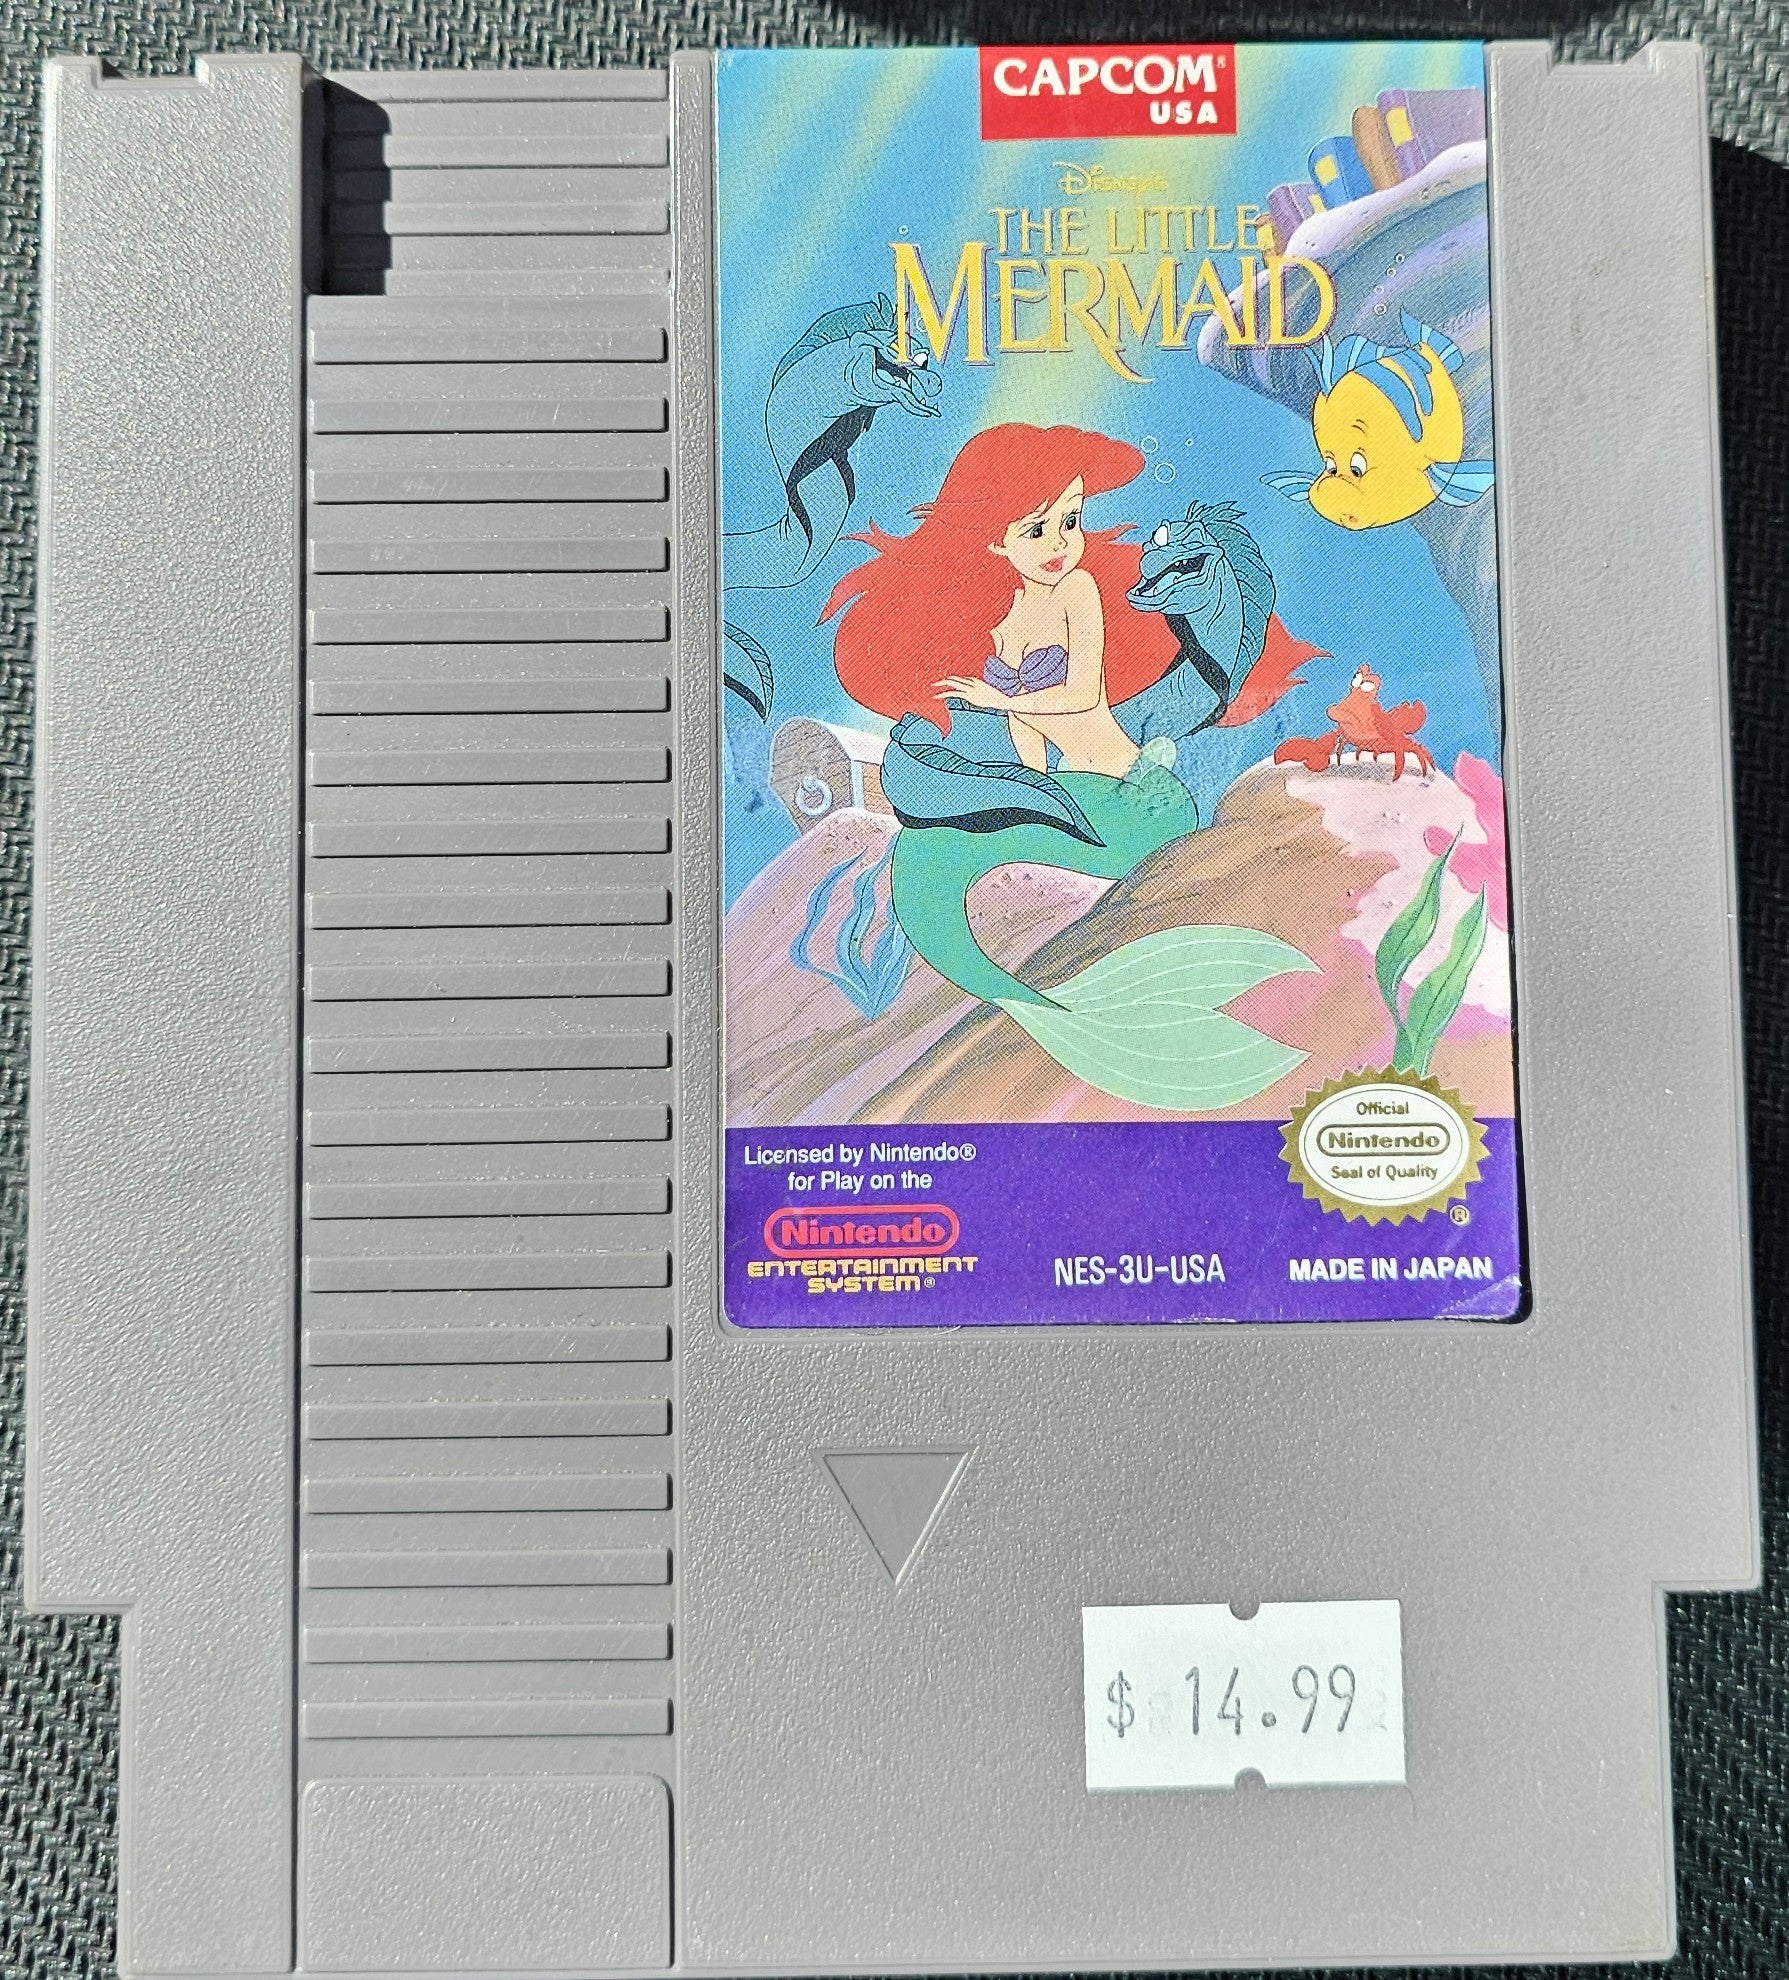 CAPCOM®
USA
Disney's
THE LITTLE
MERMAID
Licensed by Nintendo®
for Play on the
Nintendo
ENTERTAINMENT
SYSTEM®
NES-3U-USA
Official
Nintendo
Seal of Quality
®
MADE IN JAPAN
$ 14.99